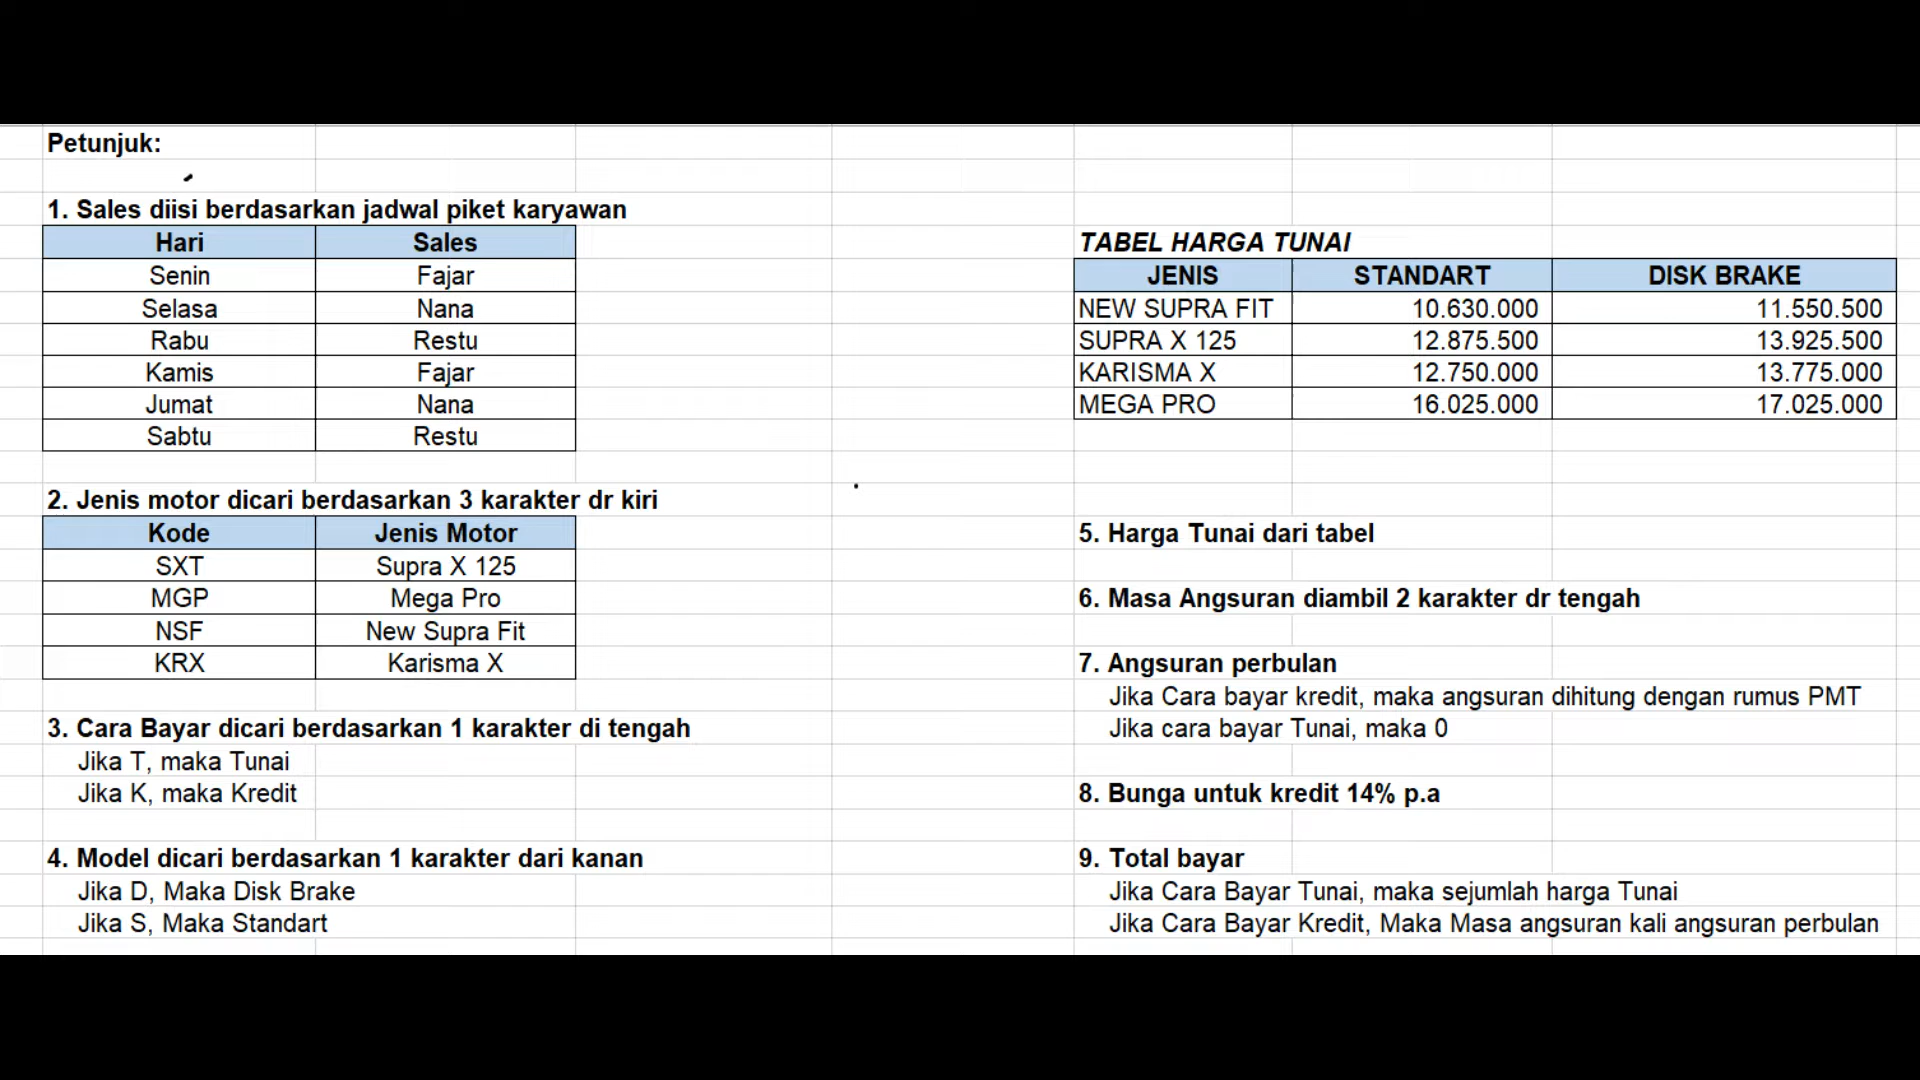 Petunjuk:
1. Sales diisi berdasarkan jadwal piket karyawan
Hari Sales
Senin Fajar
Selasa Nana
Rabu Restu
Kamis Fajar
Jumat Nana
Sabtu Restu
2. Jenis motor dicari berdasarkan 3 karakter dr kiri
Kode Jenis Motor
SXT Supra X 125
MGP Mega Pro
NSF New Supra Fit
KRX Karisma X
3. Cara Bayar dicari berdasarkan 1 karakter di tengah
Jika T, maka Tunai
Jika K, maka Kredit
4. Model dicari berdasarkan 1 karakter dari kanan
Jika D, Maka Disk Brake
Jika S, Maka Standart
TABEL HARGA TUNAI
JENIS STANDART DISK BRAKE
NEW SUPRA FIT 10.630.000 11.550.500
SUPRA X 125 12.875.500 13.925.500
KARISMA X 12.750.000 13.775.000
MEGA PRO 16.025.000 17.025.000
5. Harga Tunai dari tabel
6. Masa Angsuran diambil 2 karakter dr tengah
7. Angsuran perbulan
Jika Cara bayar kredit, maka angsuran dihitung dengan rumus PMT
Jika cara bayar Tunai, maka 0
8. Bunga untuk kredit 14% p.a
9. Total bayar
Jika Cara Bayar Tunai, maka sejumlah harga Tunai
Jika Cara Bayar Kredit, Maka Masa angsuran kali angsuran perbulan